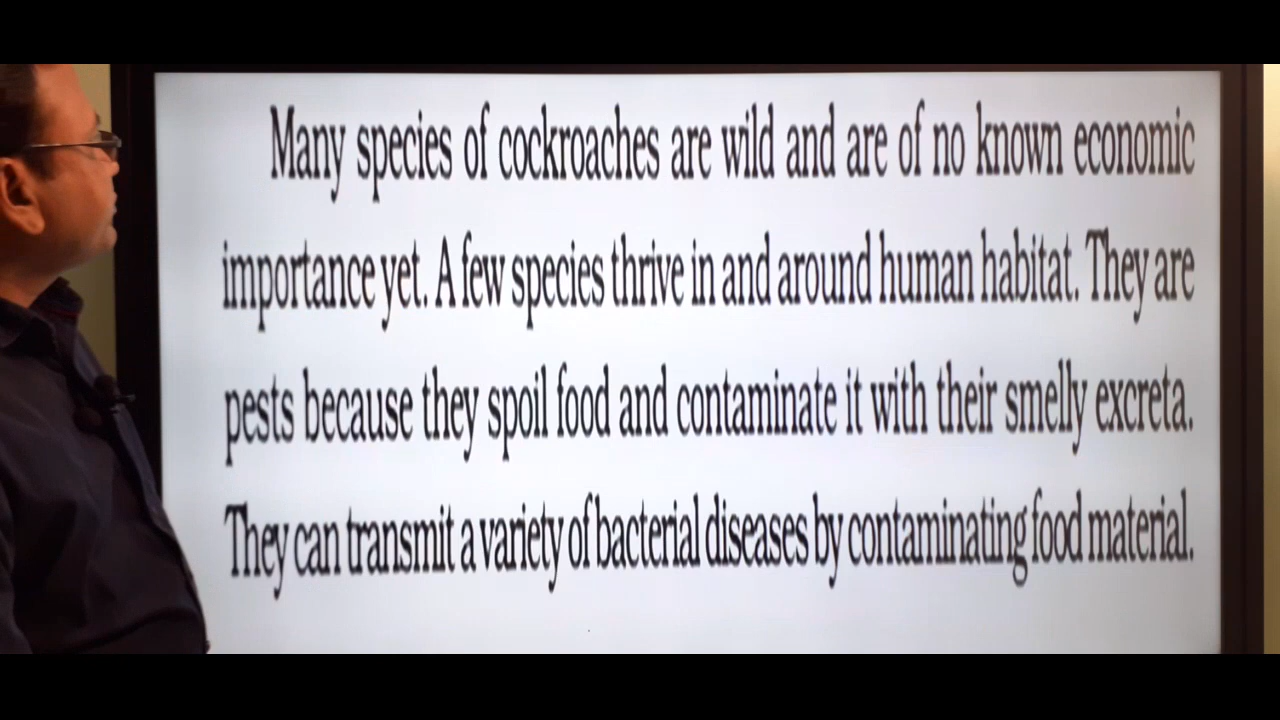 Many species of cockroaches are wild and are of no known economic
importance yet. A few species thrive in and around human habitat. They are
pests because they spoil food and contaminate it with their smelly excreta.
They can transmit a variety of bacterial diseases by contaminating food material.